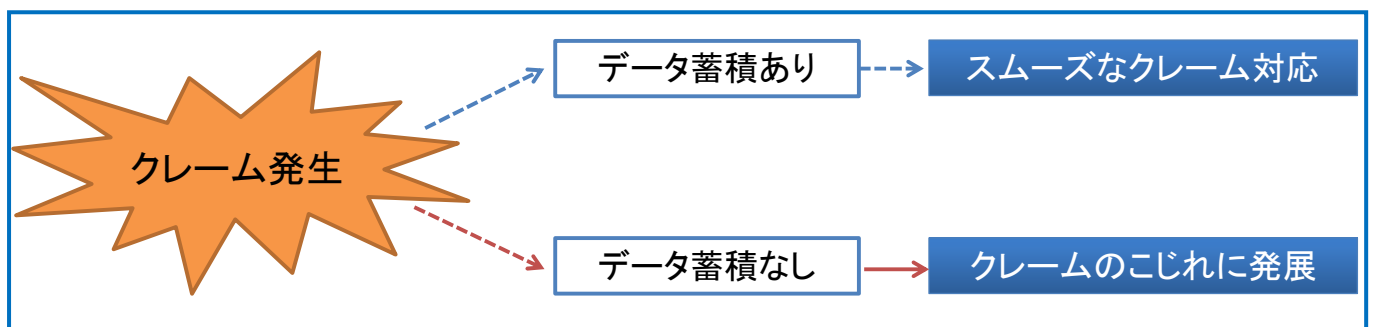 クレーム発生
データ蓄積あり
スムーズなクレーム対応
データ蓄積なし
クレームのこじれに発展